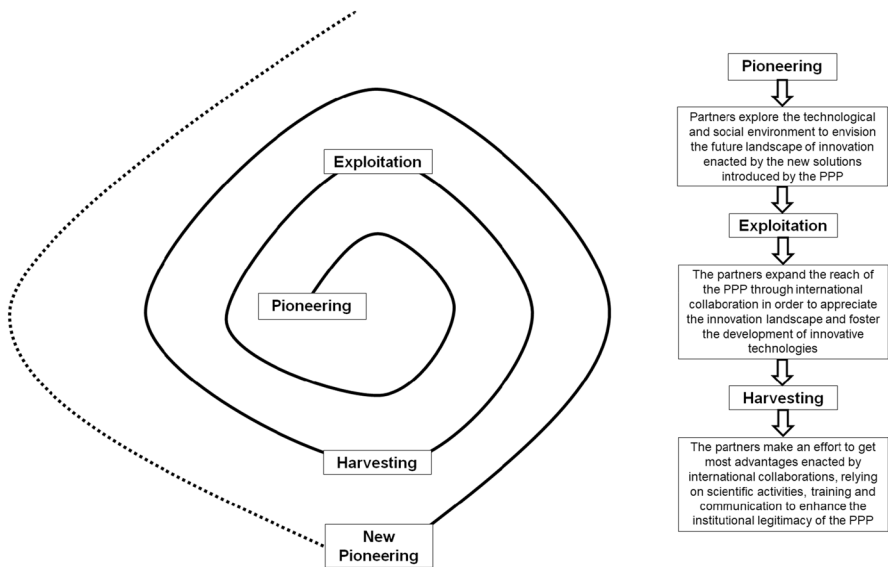 Exploitation
Pioneering
Harvesting
New
Pioneering
Pioneering
Partners explore the technological
and social environment to envision
the future landscape of innovation
enacted by the new solutions
introduced by the PPP
Exploitation
The partners expand the reach of
the PPP through international
collaboration in order to appreciate
the innovation landscape and foster
the development of innovative
technologies
Harvesting
The partners make an effort to get
most advantages enacted by
international collaborations, relying
on scientific activities, training and
communication to enhance the
institutional legitimacy of the PPP